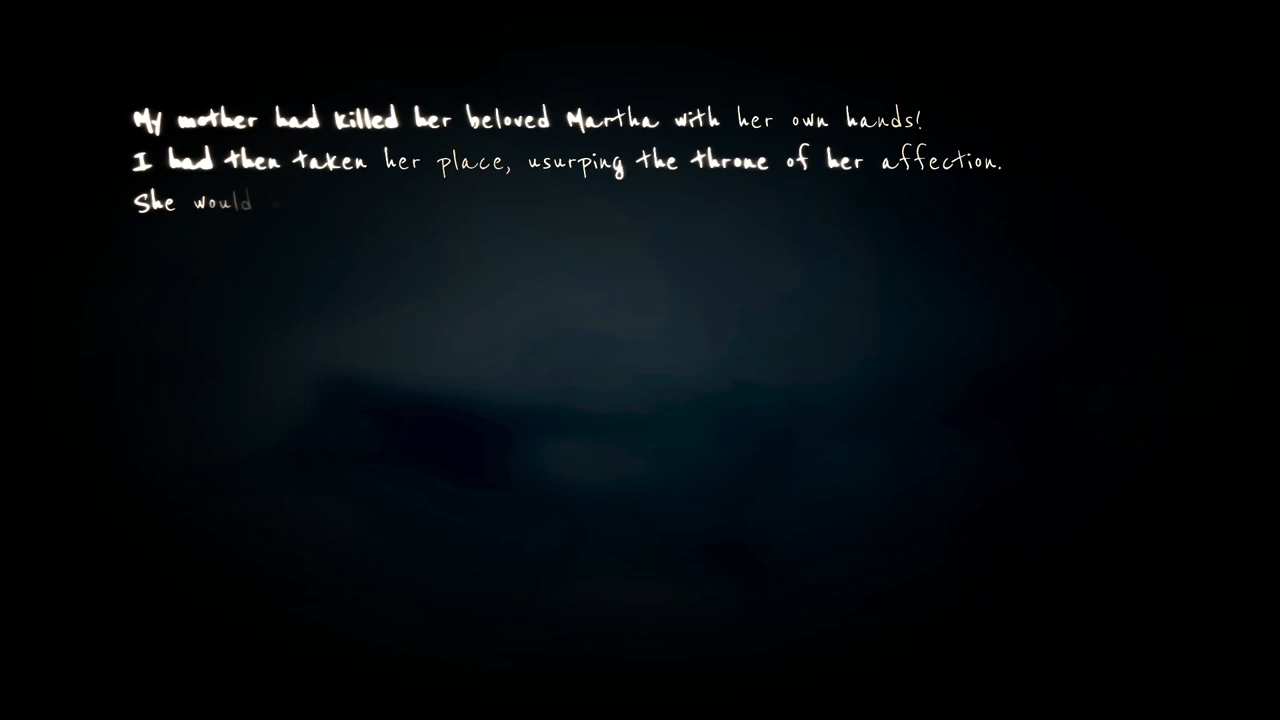 My mother had killed her beloved Martha with her own hands!
I had then taken her place, usurping the throne of her affection.
She would